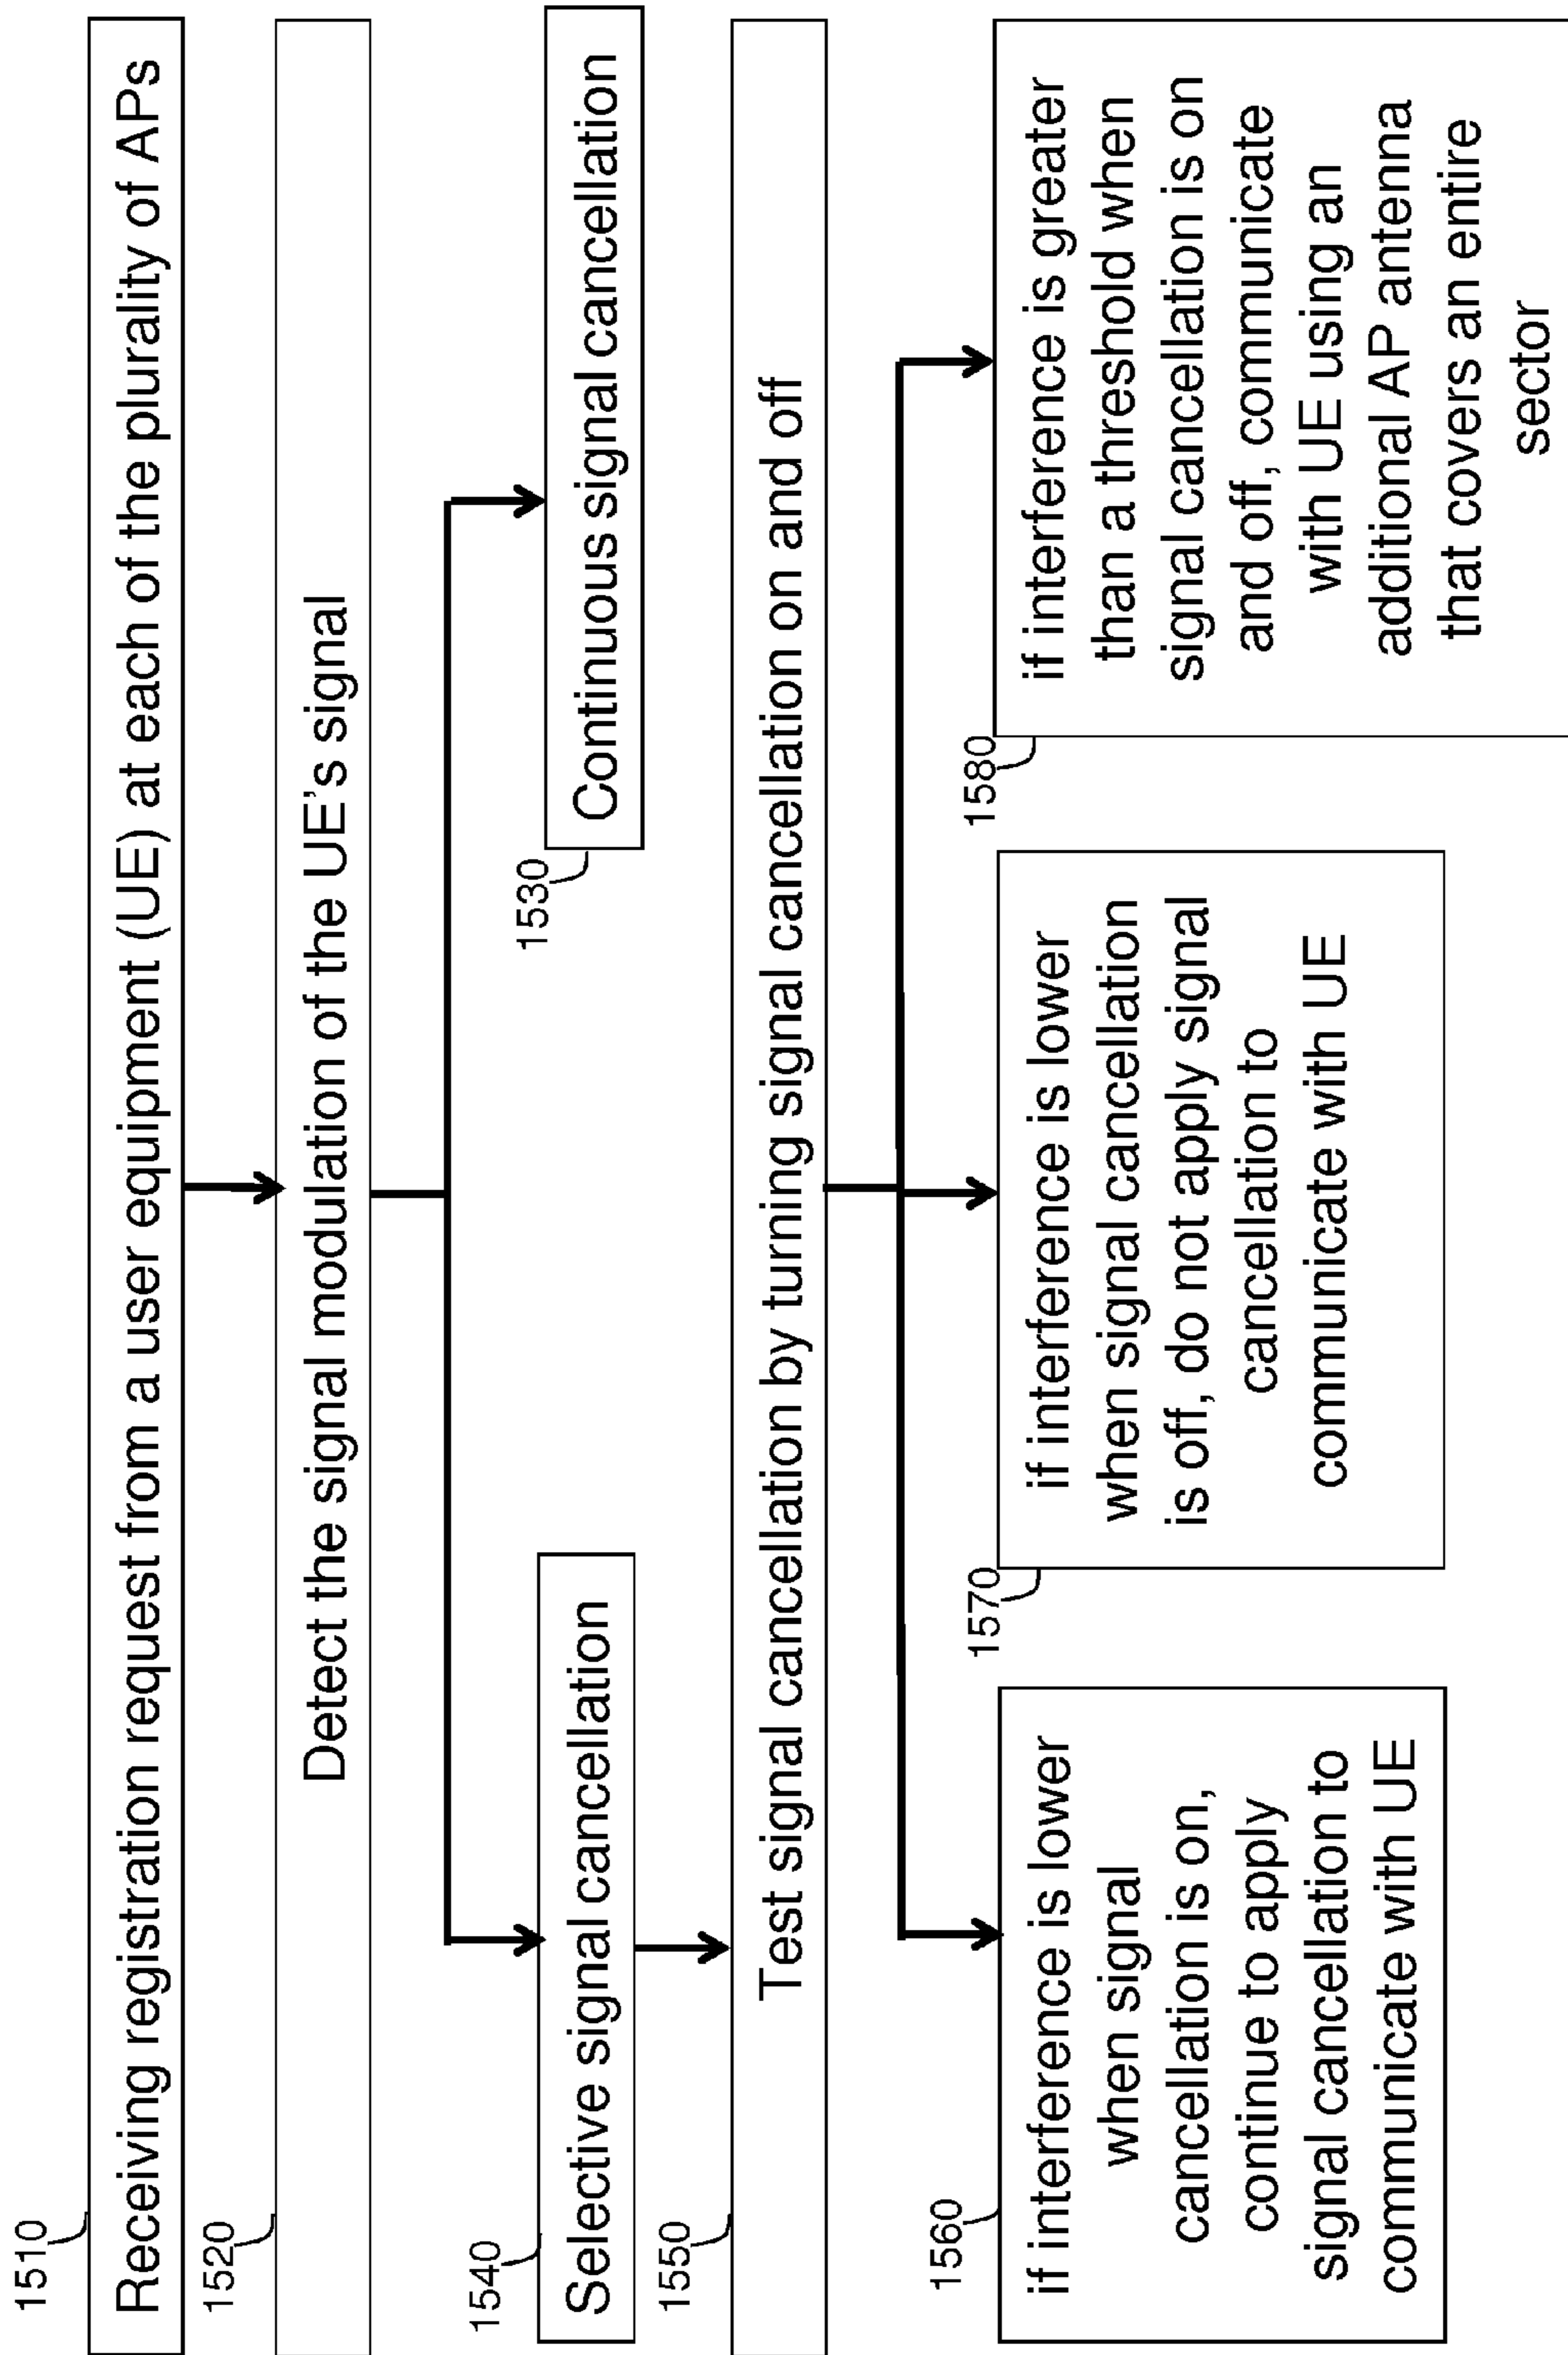 1510
Receiving registration request from a user equipment (UE) at each of the plurality of APs
1520
Detect the signal modulation of the UE's signal
1540
Selective signal cancellation
1530
Continuous signal cancellation
1550
Test signal cancellation by turning signal cancellation on and off
1560
if interference is lower
when signal
cancellation is on,
continue to apply
signal cancellation to
communicate with UE
1570
if interference is lower
when signal cancellation
is off, do not apply signal
cancellation to
communicate with UE
1580
if interference is greater
than a threshold when
signal cancellation is on
and off, communicate
with UE using an
additional AP antenna
that covers an entire
sector